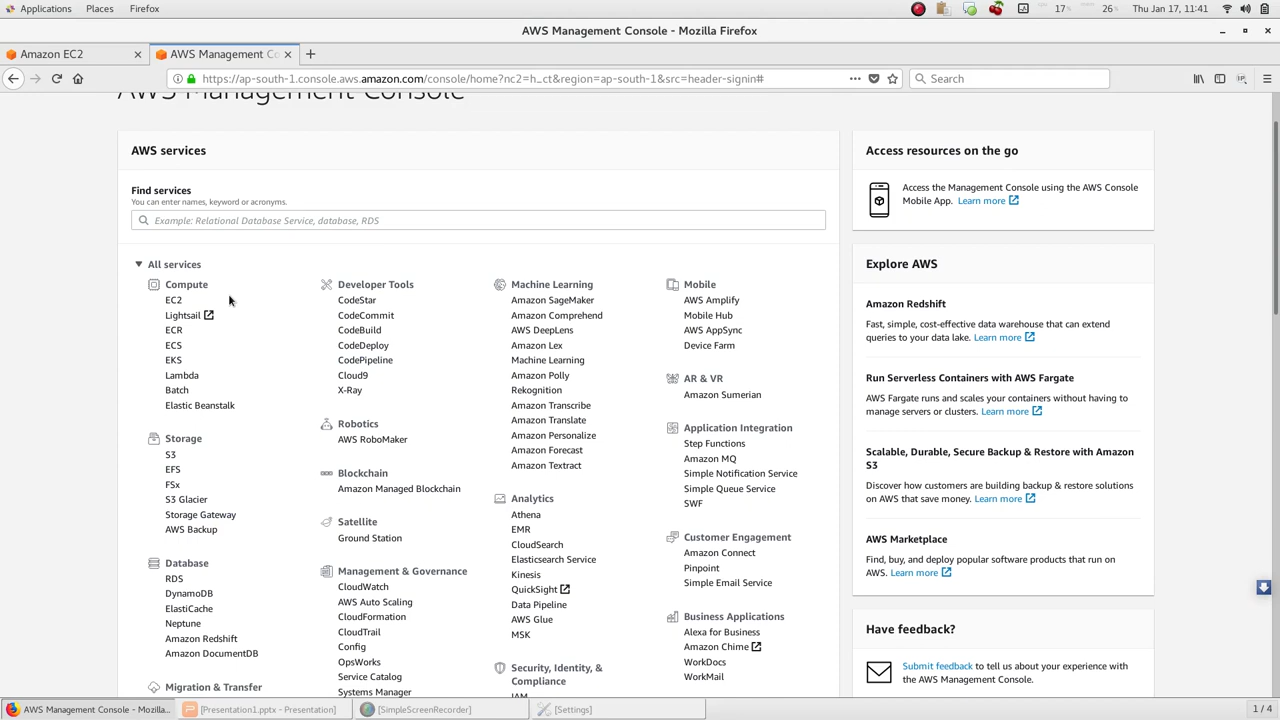 Applications Places Firefox
17% 26% Thu Jan 17, 11:41
AWS Management Console - Mozilla Firefox
Amazon EC2
AWS Management Co
https://ap-south-1.console.aws.amazon.com/console/home?nc2=h_ct&region=ap-south-1&src=header-signin#
Search
AWS Management Console
AWS services
Find services
You can enter names, keyword or acronyms.
Example: Relational Database Service, database, RDS
All services
Compute
EC2
Lightsail
ECR
ECS
EKS
Lambda
Batch
Elastic Beanstalk
Storage
S3
EFS
FSx
S3 Glacier
Storage Gateway
AWS Backup
Database
RDS
DynamoDB
ElastiCache
Neptune
Amazon Redshift
Amazon DocumentDB
Migration & Transfer
Developer Tools
CodeStar
CodeCommit
CodeBuild
CodeDeploy
CodePipeline
Cloud9
X-Ray
Robotics
AWS RoboMaker
Blockchain
Amazon Managed Blockchain
Satellite
Ground Station
Management & Governance
CloudWatch
AWS Auto Scaling
CloudFormation
CloudTrail
Config
OpsWorks
Service Catalog
Systems Manager
Machine Learning
Amazon SageMaker
Amazon Comprehend
AWS DeepLens
Amazon Lex
Machine Learning
Amazon Polly
Rekognition
Amazon Transcribe
Amazon Translate
Amazon Personalize
Amazon Forecast
Amazon Textract
Analytics
Athena
EMR
CloudSearch
Elasticsearch Service
Kinesis
QuickSight
Data Pipeline
AWS Glue
MSK
Security, Identity, &
Compliance
IAM
Mobile
AWS Amplify
Mobile Hub
AWS AppSync
Device Farm
AR & VR
Amazon Sumerian
Application Integration
Step Functions
Amazon MQ
Simple Notification Service
Simple Queue Service
SWF
Customer Engagement
Amazon Connect
Pinpoint
Simple Email Service
Business Applications
Alexa for Business
Amazon Chime
WorkDocs
WorkMail
Access resources on the go
Access the Management Console using the AWS Console
Mobile App. Learn more
Explore AWS
Amazon Redshift
Fast, simple, cost-effective data warehouse that can extend
queries to your data lake. Learn more
Run Serverless Containers with AWS Fargate
AWS Fargate runs and scales your containers without having to
manage servers or clusters. Learn more
Scalable, Durable, Secure Backup & Restore with Amazon
S3
Discover how customers are building backup & restore solutions
on AWS that save money. Learn more
AWS Marketplace
Find, buy, and deploy popular software products that run on
AWS. Learn more
Have feedback?
Submit feedback to tell us about your experience with
the AWS Management Console.
AWS Management Console - Mozilla...
[Presentation1.pptx - Presentation]
[SimpleScreenRecorder]
[Settings]
1 / 4